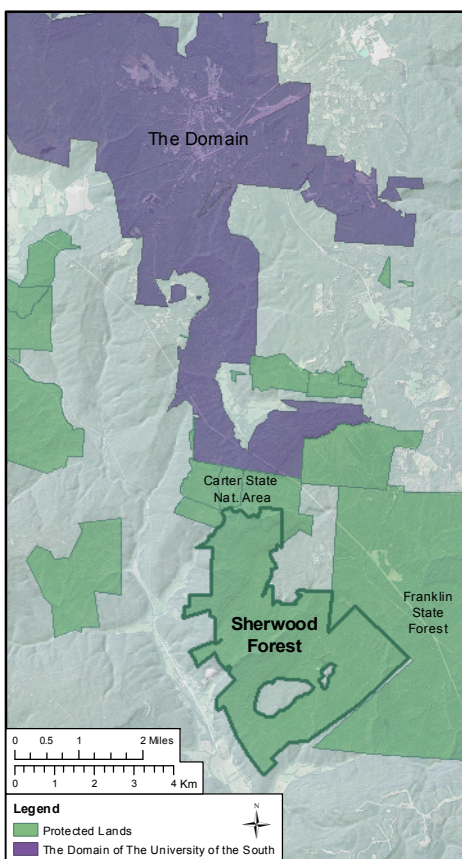 The Domain
Carter State
Nat. Area
Franklin
State
Forest
Sherwood
Forest
0 0.5 1 2 Miles
0 1 2 3 4 Km
Legend
N
Protected Lands
The Domain of The University of the South